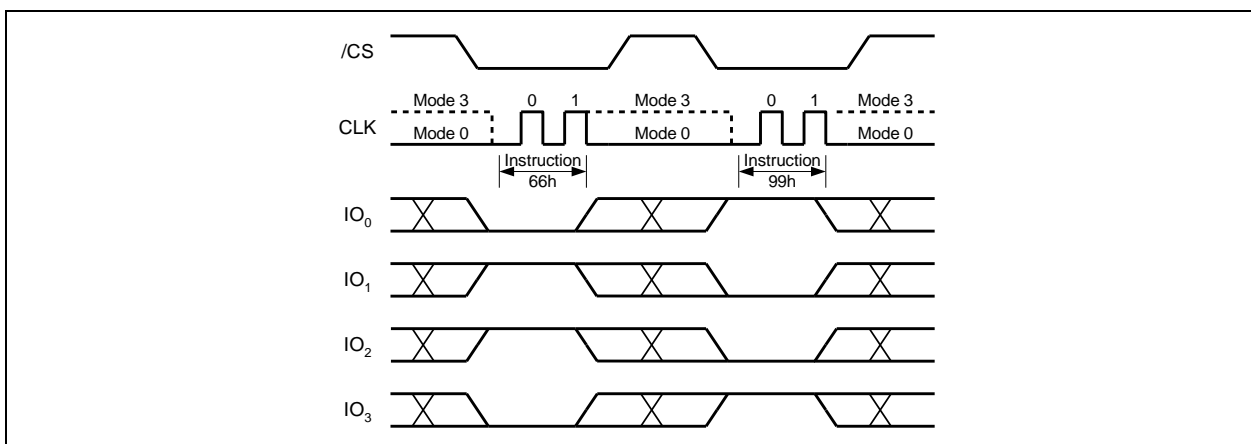 /CS
Mode 3 0 1 Mode 3 0 1 Mode 3
CLK
Mode 0 Mode 0 Mode 0
Instruction Instruction
66h 99h
IO0
IO1
IO2
IO3